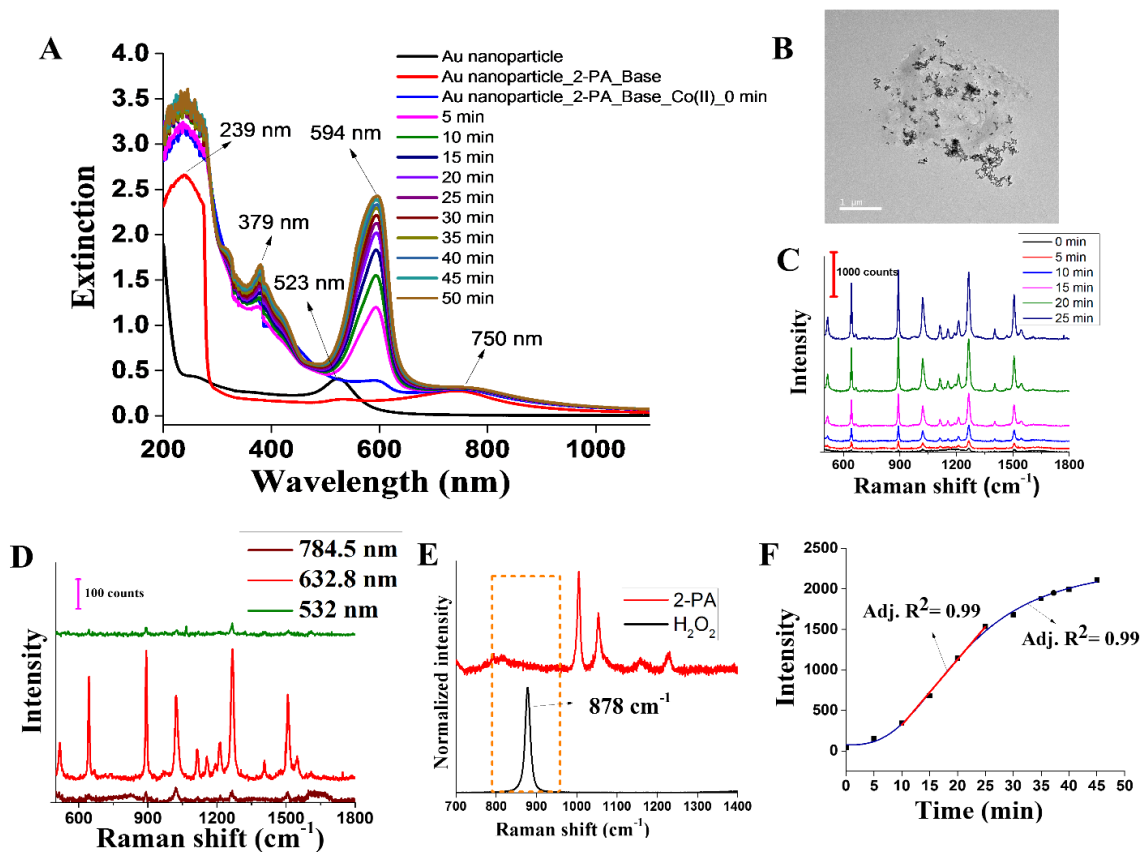 A
Extinction
4.0
3.5
3.0
2.5
2.0
1.5
1.0
0.5
0.0
200
400
600
800
1000
Wavelength (nm)
239 nm
379 nm
523 nm
594 nm
750 nm
Au nanoparticle
Au nanoparticle_2-PA_Base
Au nanoparticle_2-PA_Base_Co(II)_0 min
5 min
10 min
15 min
20 min
25 min
30 min
35 min
40 min
45 min
50 min
B
1 µm
C
1000 counts
0 min
5 min
10 min
15 min
20 min
25 min
Intensity
600
900
1200
1500
1800
Raman shift (cm⁻¹)
D
100 counts
784.5 nm
632.8 nm
532 nm
Intensity
600
900
1200
1500
1800
Raman shift (cm⁻¹)
E
2-PA
H₂O₂
878 cm⁻¹
Normalized intensity
700
800
900
1000
1100
1200
1300
1400
Raman shift (cm⁻¹)
F
2500
2000
1500
1000
500
0
Adj. R²= 0.99
Adj. R²= 0.99
0
5
10
15
20
25
30
35
40
45
50
Time (min)